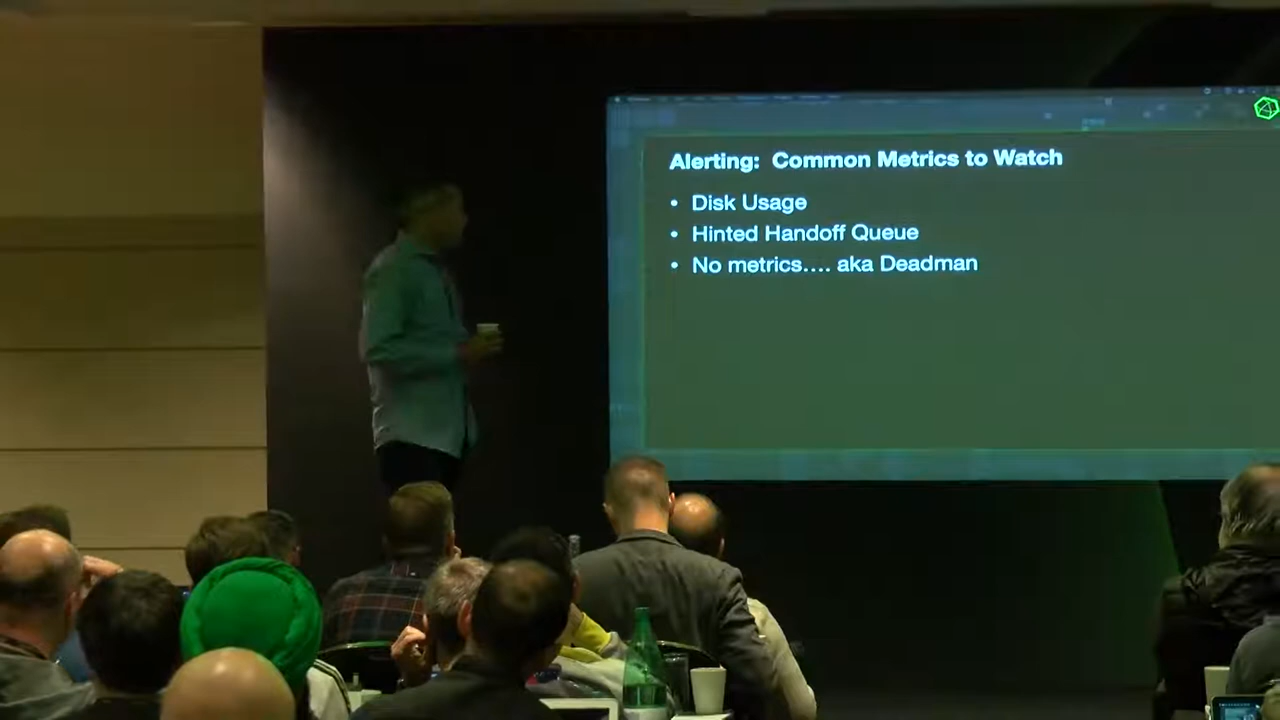 Alerting:  Common Metrics to Watch
• Disk Usage
• Hinted Handoff Queue
• No metrics…. aka Deadman